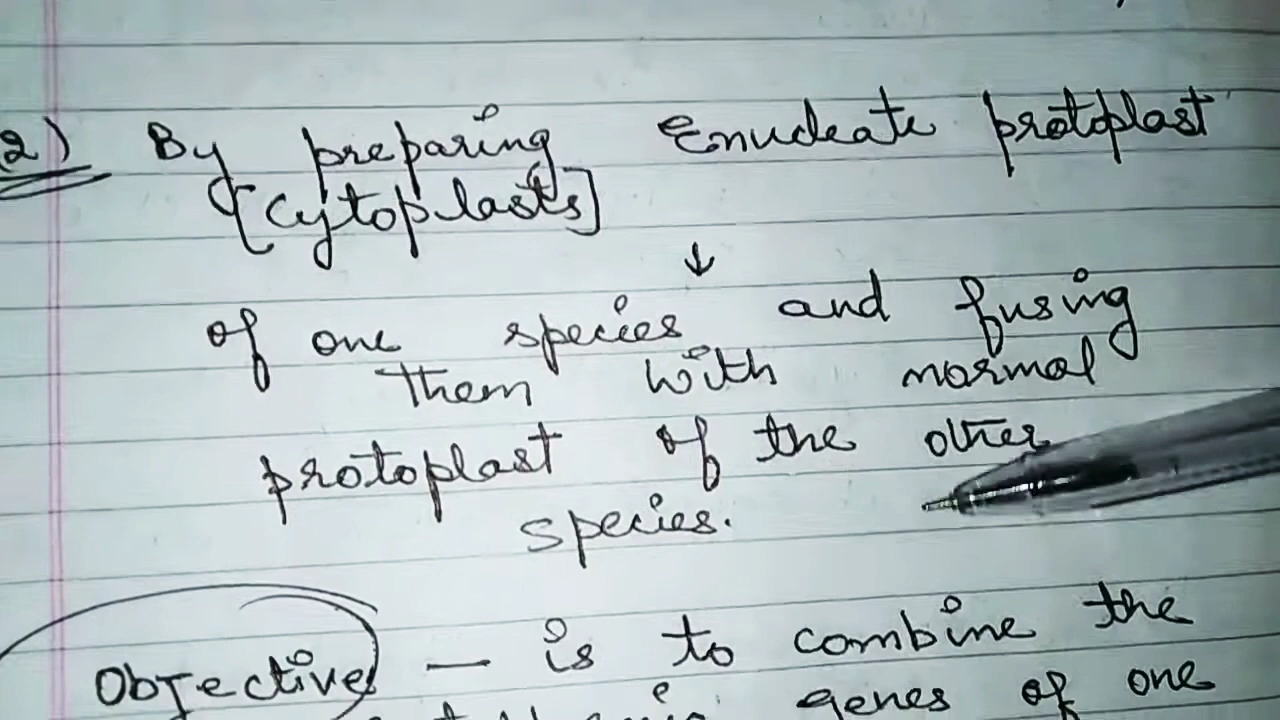 2) By preparing Enucleate protoplast
[Cytoplasts]
↓
of one species and fusing
them with normal
protoplast of the other
species.
Objective — is to combine the
genes of one